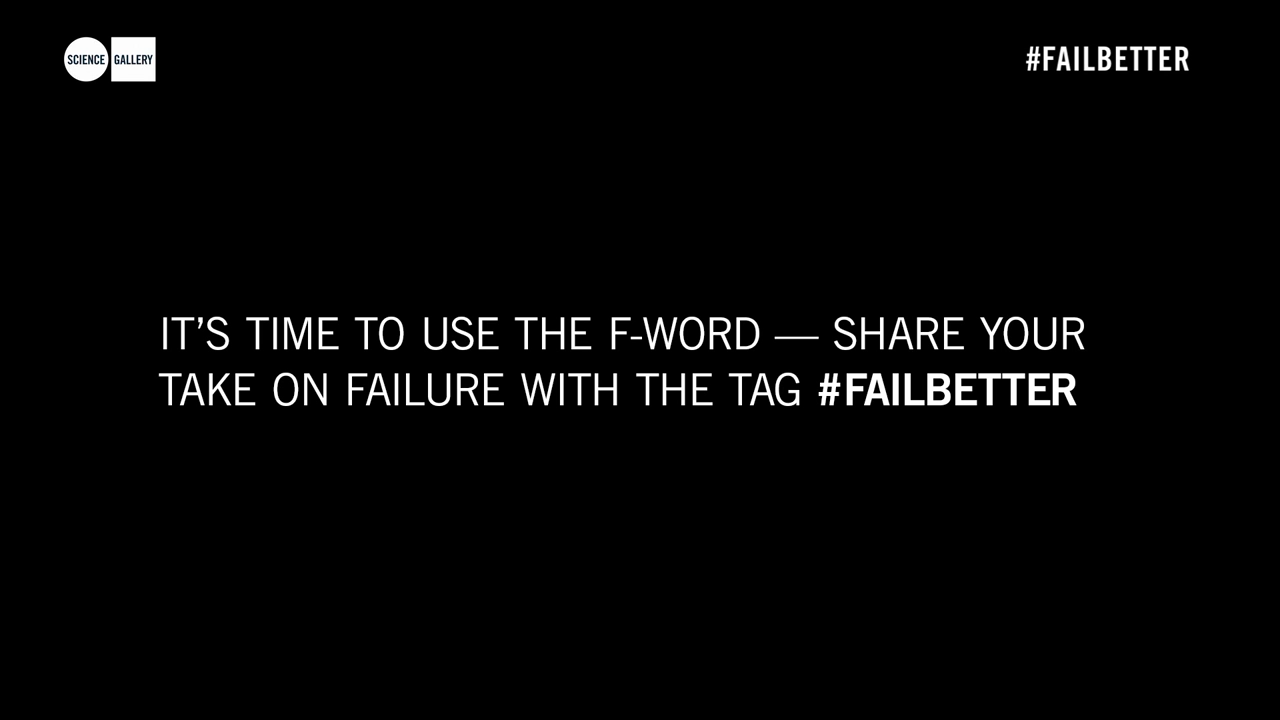 SCIENCE GALLERY
#FAILBETTER
IT’S TIME TO USE THE F-WORD — SHARE YOUR
TAKE ON FAILURE WITH THE TAG #FAILBETTER